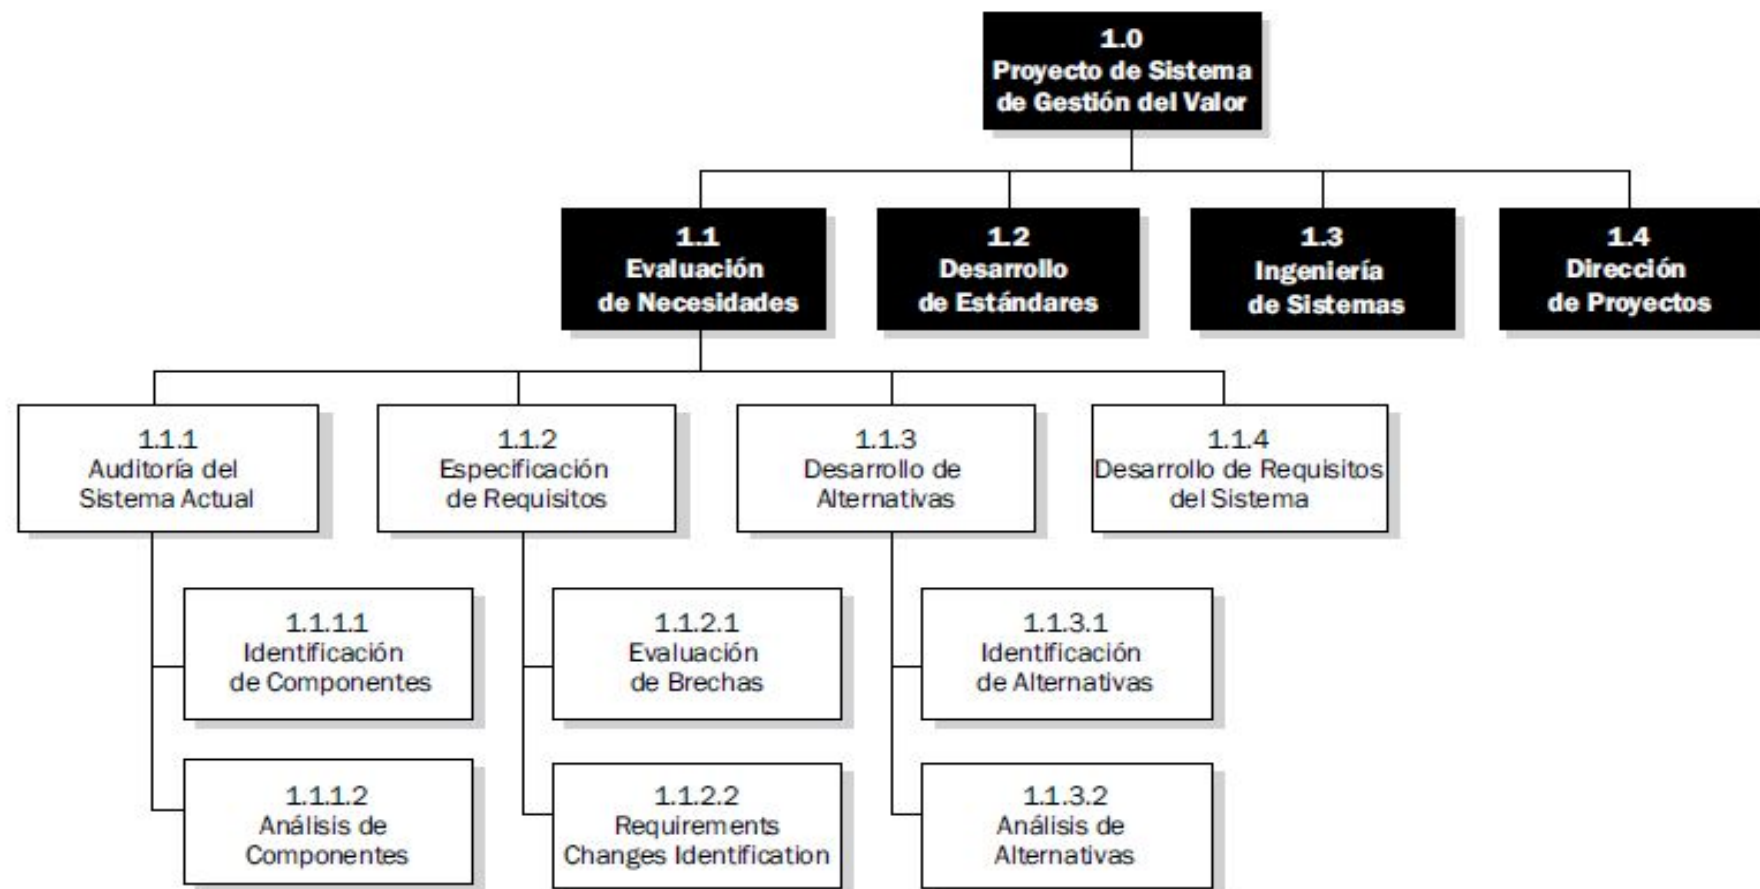 1.0
Proyecto de Sistema
de Gestión del Valor
1.1
Evaluación
de Necesidades
1.2
Desarrollo
de Estándares
1.3
Ingeniería
de Sistemas
1.4
Dirección
de Proyectos
1.1.1
Auditoría del
Sistema Actual
1.1.2
Especificación
de Requisitos
1.1.3
Desarrollo de
Alternativas
1.1.4
Desarrollo de Requisitos
del Sistema
1.1.1.1
Identificación
de Componentes
1.1.2.1
Evaluación
de Brechas
1.1.3.1
Identificación
de Alternativas
1.1.1.2
Análisis de
Componentes
1.1.2.2
Requirements
Changes Identification
1.1.3.2
Análisis de
Alternativas